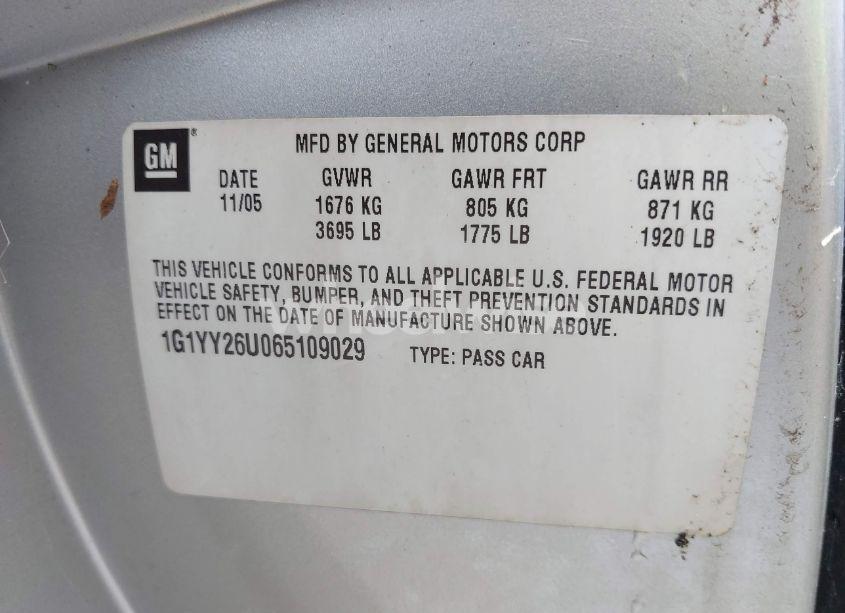 GM®
MFD BY GENERAL MOTORS CORP
DATE GVWR GAWR FRT GAWR RR
11/05 1676 KG 805 KG 871 KG
3695 LB 1775 LB 1920 LB
THIS VEHICLE CONFORMS TO ALL APPLICABLE U.S. FEDERAL MOTOR
VEHICLE SAFETY, BUMPER, AND THEFT PREVENTION STANDARDS IN
EFFECT ON THE DATE OF MANUFACTURE SHOWN ABOVE.
1G1YY26U065109029 TYPE: PASS CAR